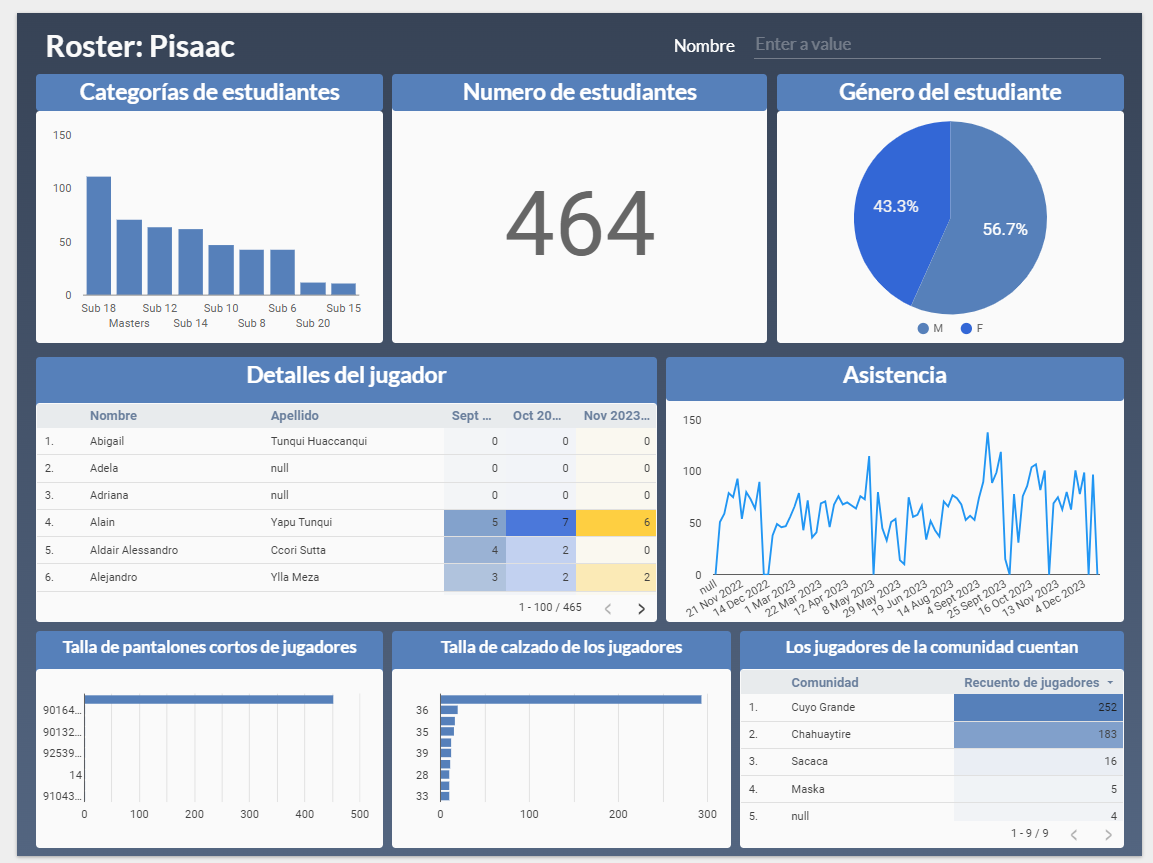 Roster: Pisaac
Nombre Enter a value
Categorías de estudiantes
150
100
50
0
Sub 18 Sub 12 Sub 10 Sub 6 Sub 15
Masters Sub 14 Sub 8 Sub 20
Numero de estudiantes
464
Género del estudiante
43.3%
56.7%
M F
Detalles del jugador
Nombre Apellido Sept ... Oct 20... Nov 2023...
1. Abigail Tunqui Huaccanqui 0 0 0
2. Adela null 0 0 0
3. Adriana null 0 0 0
4. Alain Yapu Tunqui 5 7 6
5. Aldair Alessandro Ccori Sutta 4 2 0
6. Alejandro Ylla Meza 3 2 2
1 - 100 / 465
Asistencia
150
100
50
0
null
21 Nov 2022
14 Dec 2022
1 Mar 2023
22 Mar 2023
12 Apr 2023
8 May 2023
29 May 2023
19 Jun 2023
14 Aug 2023
4 Sept 2023
25 Sept 2023
16 Oct 2023
13 Nov 2023
4 Dec 2023
Talla de pantalones cortos de jugadores
90164...
90132...
92539...
14
91043...
0 100 200 300 400 500
Talla de calzado de los jugadores
36
35
39
28
33
0 100 200 300
Los jugadores de la comunidad cuentan
Comunidad Recuento de jugadores
1. Cuyo Grande 252
2. Chahuaytire 183
3. Sacaca 16
4. Maska 5
5. null 4
1 - 9 / 9